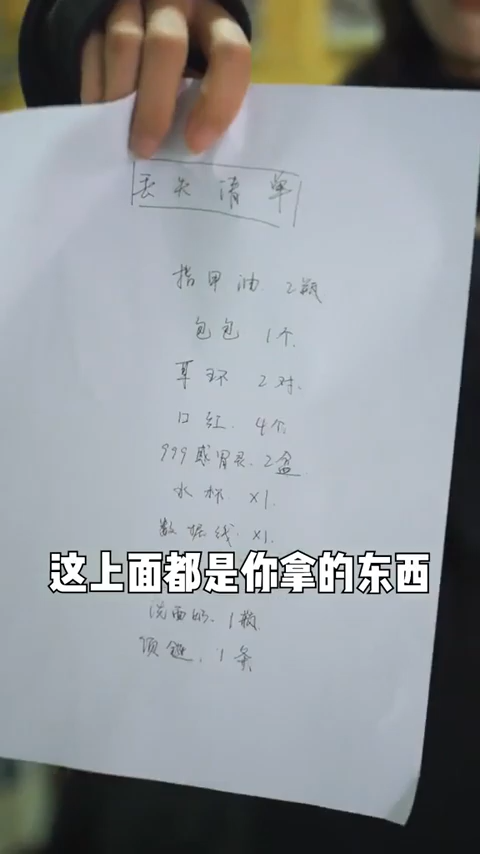 丢失清单
指甲油.2瓶
包包 1个.
耳环 2对.
口红.4个
999感冒灵.2盒
水杯 ×1.
数据线.×1.
这上面都是你拿的东西
洗面奶.1瓶
项链.1条